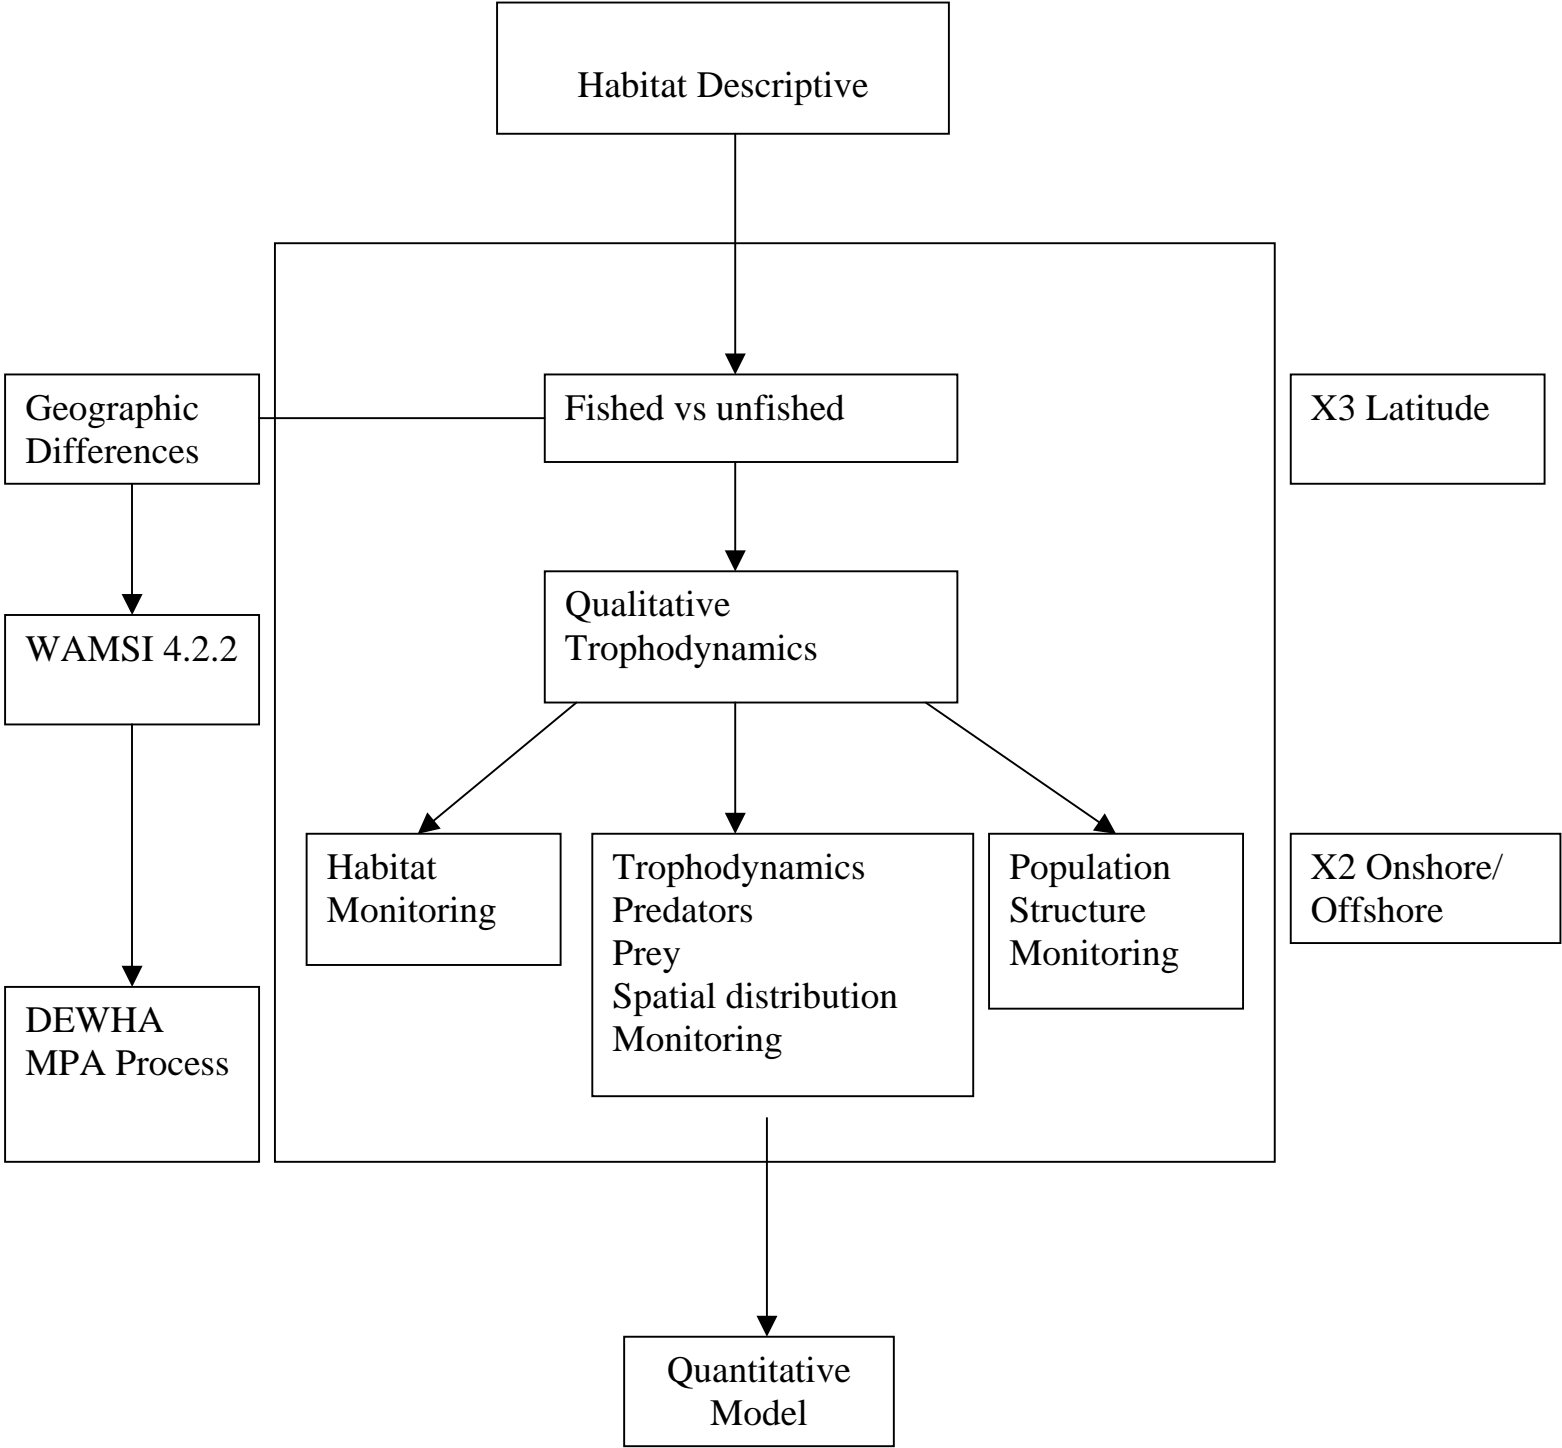 Habitat Descriptive
Geographic
Differences
Fished vs unfished
X3 Latitude
Qualitative
Trophodynamics
WAMSI 4.2.2
Habitat
Monitoring
Trophodynamics
Predators
Prey
Spatial distribution
Monitoring
Population
Structure
Monitoring
X2 Onshore/
Offshore
DEWHA
MPA Process
Quantitative
Model